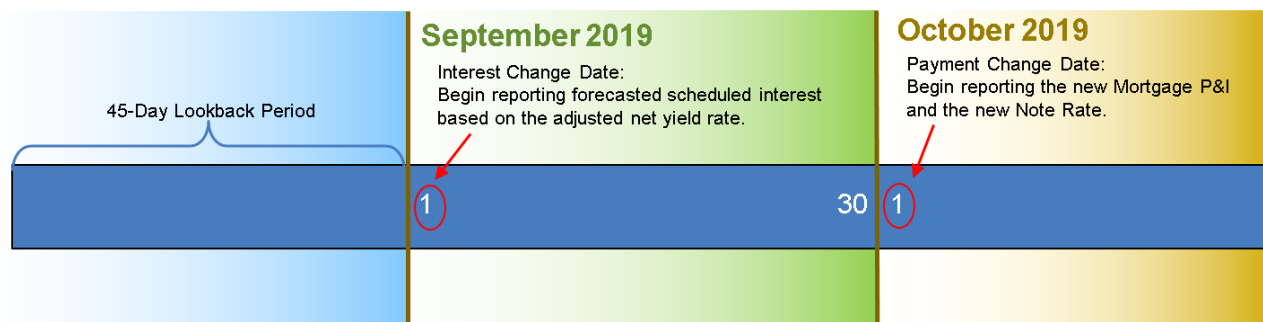 45-Day Lookback Period
September 2019
Interest Change Date:
Begin reporting forecasted scheduled interest
based on the adjusted net yield rate.
October 2019
Payment Change Date:
Begin reporting the new Mortgage P&I
and the new Note Rate.
1
30
1